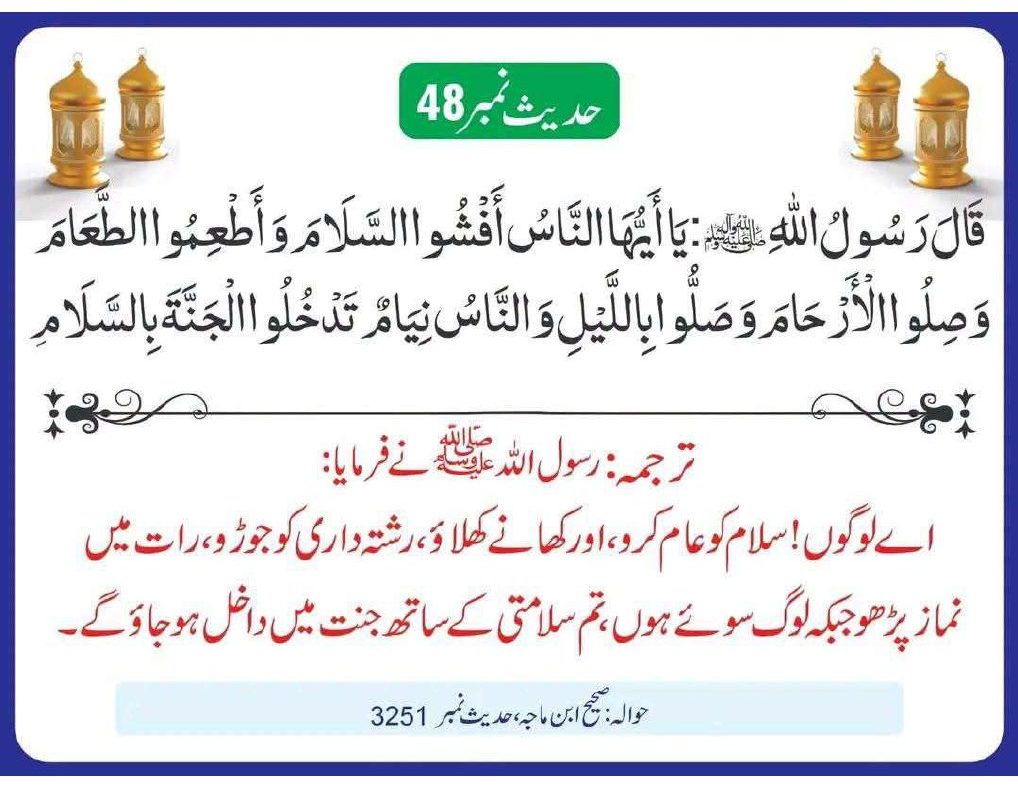 حدیث نمبر 48
قَالَ رَسُولُ اللهِ ﷺ: يَا أَيُّهَا النَّاسُ أَفْشُوا السَّلَامَ وَأَطْعِمُوا الطَّعَامَ
وَصِلُوا الْأَرْحَامَ وَصَلُّوا بِاللَّيْلِ وَالنَّاسُ نِيَامٌ تَدْخُلُوا الْجَنَّةَ بِالسَّلَامِ
ترجمہ: رسول اللہ ﷺ نے فرمایا:
اے لوگوں! سلام کو عام کرو، اور کھانے کھلاؤ، رشتہ داری کو جوڑو، رات میں
نماز پڑھو جبکہ لوگ سوئے ہوں، تم سلامتی کے ساتھ جنت میں داخل ہو جاؤ گے۔
حوالہ: صحیح ابن ماجہ، حدیث نمبر 3251